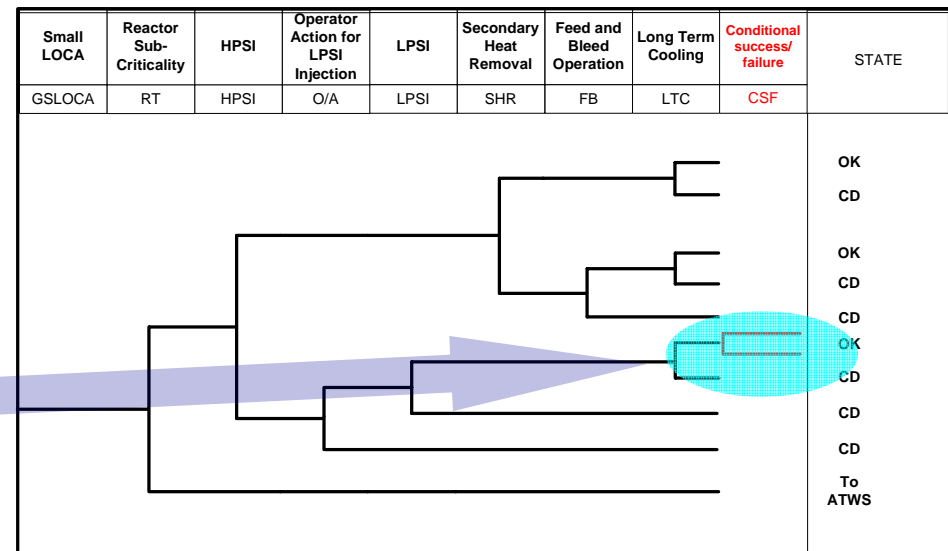 Small
LOCA
Reactor
Sub-
Criticality
HPSI
Operator
Action for
LPSI
Injection
LPSI
Secondary
Heat
Removal
Feed and
Bleed
Operation
Long Term
Cooling
Conditional
success/
failure
STATE
GSLOCA
RT
HPSI
O/A
LPSI
SHR
FB
LTC
CSF
OK
CD
OK
CD
CD
OK
CD
CD
CD
To
ATWS